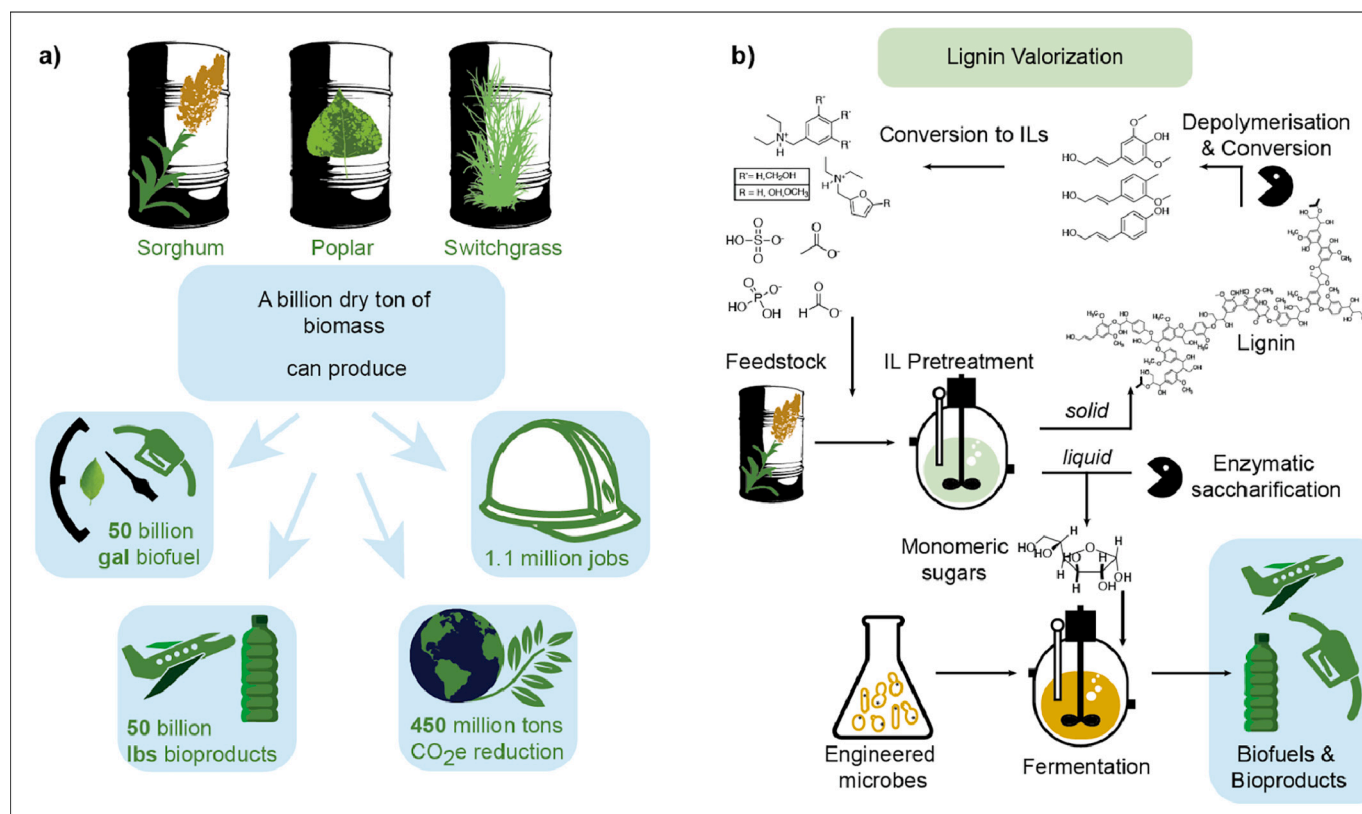 a)
Sorghum
Poplar
Switchgrass
A billion dry ton of
biomass
can produce
50 billion
gal biofuel
1.1 million jobs
50 billion
lbs bioproducts
450 million tons
CO2e reduction
b)
Lignin Valorization
Conversion to ILs
Depolymerisation
& Conversion
R'= H,CH2OH
R = H, OH,OCH3
Lignin
Feedstock
IL Pretreatment
solid
liquid
Enzymatic
saccharification
Monomeric
sugars
Engineered
microbes
Fermentation
Biofuels &
Bioproducts